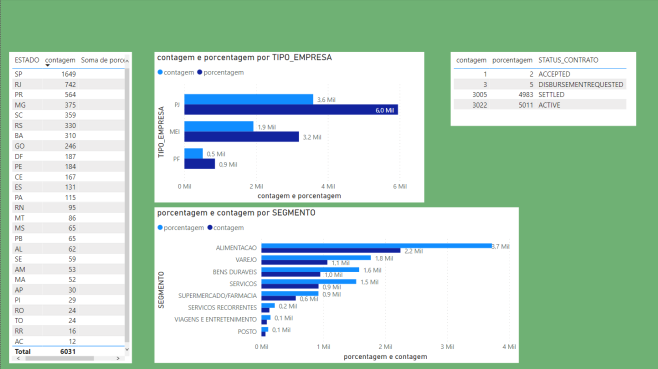 ESTADO contagem Soma de porce
SP 1649
RJ 742
PR 564
MG 375
SC 359
RS 330
BA 310
GO 246
DF 187
PE 184
CE 167
ES 131
PA 115
RN 95
MT 86
MS 65
PB 65
AL 62
SE 59
AM 53
MA 52
AP 30
PI 29
RO 24
TO 24
RR 16
AC 12
Total 6031
contagem e porcentagem por TIPO_EMPRESA
contagem porcentagem
TIPO_EMPRESA
PJ 3.6 Mil
6,0 Mil
MEI 1.9 Mil
3.2 Mil
PF 0.5 Mil
0.9 Mil
0 Mil 2 Mil 4 Mil 6 Mil
contagem e porcentagem
contagem porcentagem STATUS_CONTRATO
1 2 ACCEPTED
3 5 DISBURSEMENTREQUESTED
3005 4983 SETTLED
3022 5011 ACTIVE
porcentagem e contagem por SEGMENTO
porcentagem contagem
SEGMENTO
ALIMENTACAO 3,7 Mil
2,2 Mil
VAREJO 1,8 Mil
1,1 Mil
BENS DURAVEIS 1,6 Mil
1,0 Mil
SERVICOS 1,5 Mil
0,9 Mil
SUPERMERCADO/FARMACIA 0,9 Mil
0,6 Mil
SERVICOS RECORRENTES 0,2 Mil
VIAGENS E ENTRETENIMENTO 0,1 Mil
POSTO 0,1 Mil
0 Mil 1 Mil 2 Mil 3 Mil 4 Mil
porcentagem e contagem